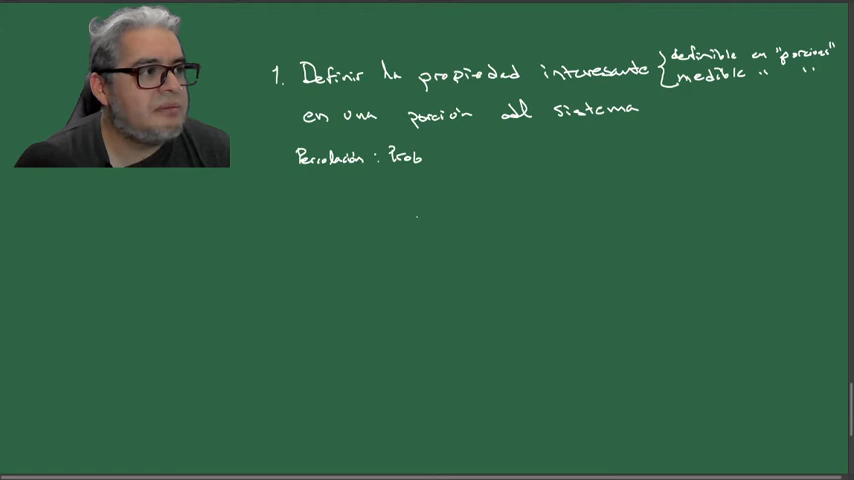 1. Definir la propiedad interesante { definible en "porciones"
medible " "
en una porción del sistema
Percolación : Prob